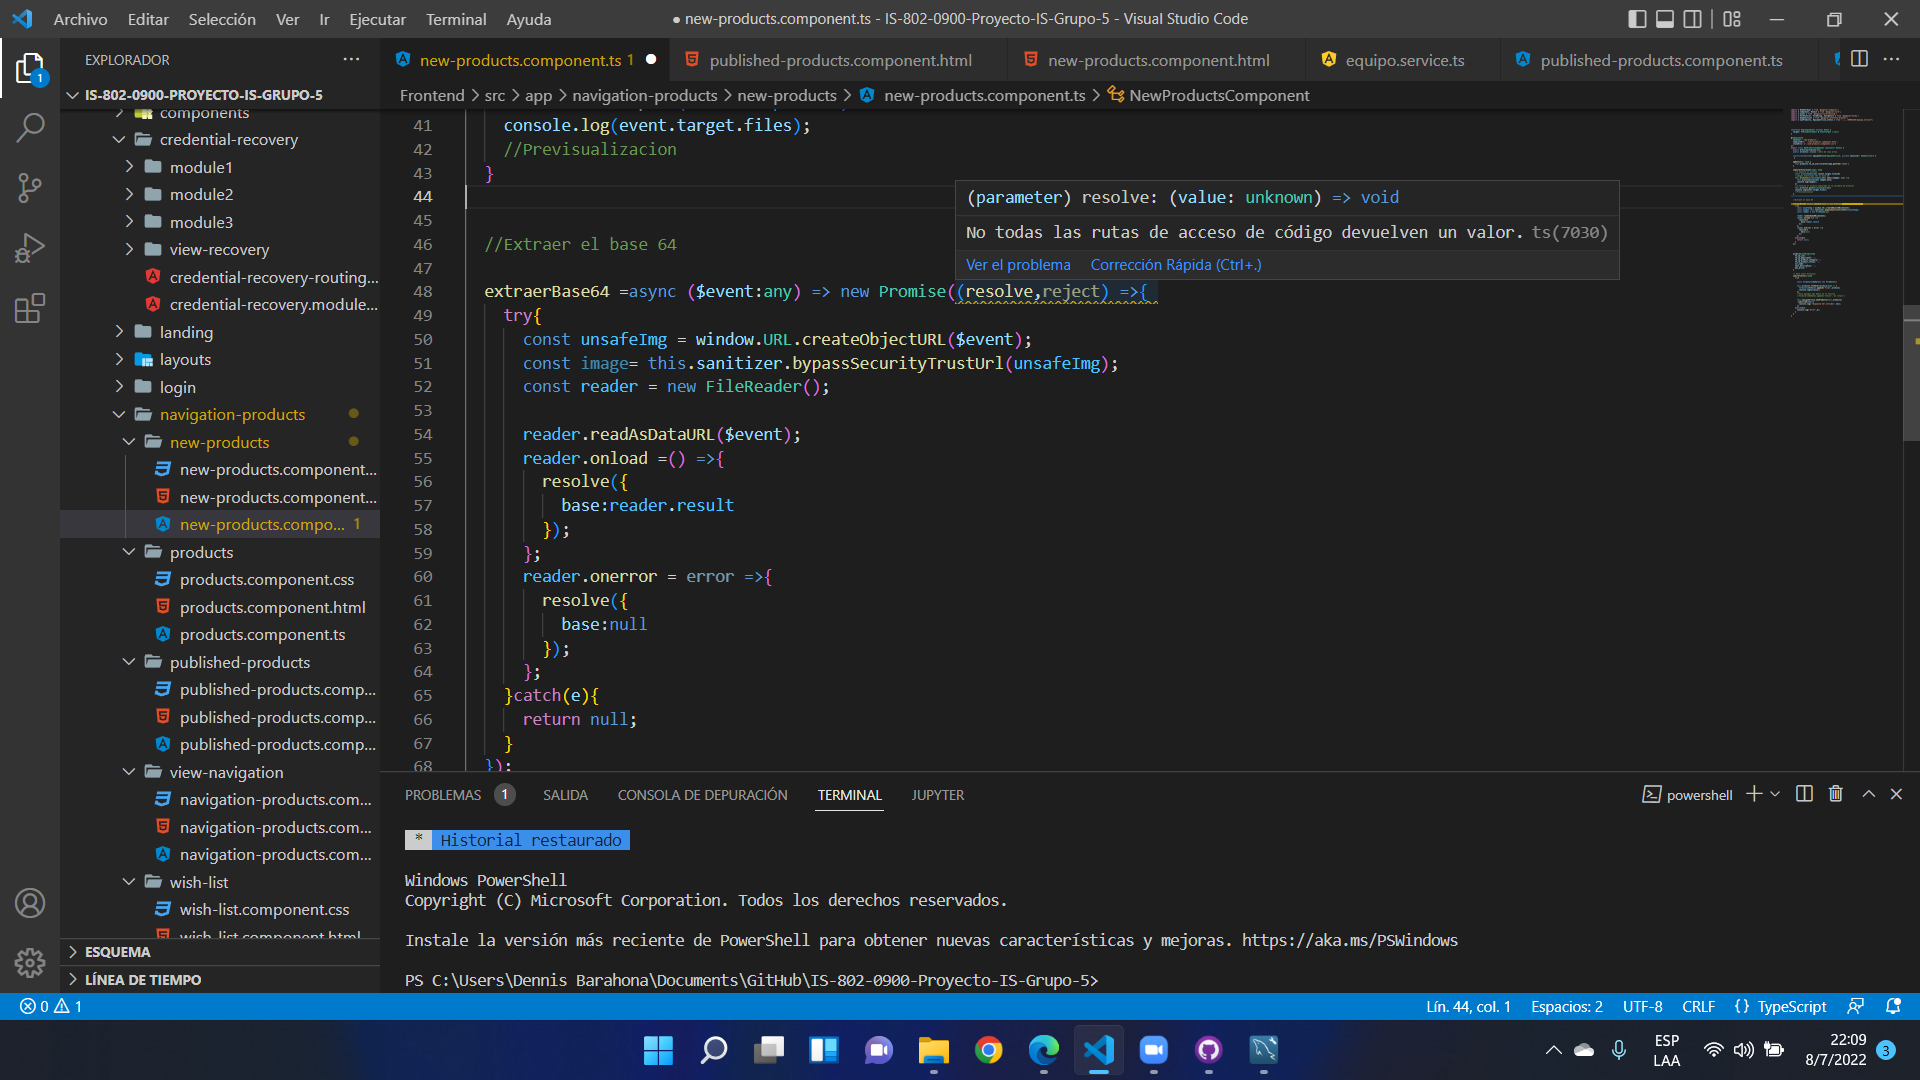 Archivo Editar Selección Ver Ir Ejecutar Terminal Ayuda
● new-products.component.ts - IS-802-0900-Proyecto-IS-Grupo-5 - Visual Studio Code
EXPLORADOR
new-products.component.ts 1
published-products.component.html
new-products.component.html
equipo.service.ts
published-products.component.ts
1
IS-802-0900-PROYECTO-IS-GRUPO-5
Frontend > src > app > navigation-products > new-products > new-products.component.ts > NewProductsComponent
components
credential-recovery
module1
module2
module3
view-recovery
credential-recovery-routing...
credential-recovery.module...
landing
layouts
login
navigation-products
new-products
new-products.component...
new-products.component...
new-products.compo... 1
products
products.component.css
products.component.html
products.component.ts
published-products
published-products.comp...
published-products.comp...
published-products.comp...
view-navigation
navigation-products.com...
navigation-products.com...
navigation-products.com...
wish-list
wish-list.component.css
wish-list.component.html
ESQUEMA
LÍNEA DE TIEMPO
41 console.log(event.target.files);
42 //Previsualizacion
43 }
44
45
46 //Extraer el base 64
47
48 extraerBase64 =async ($event:any) => new Promise((resolve,reject) =>{
49 try{
50 const unsafeImg = window.URL.createObjectURL($event);
51 const image= this.sanitizer.bypassSecurityTrustUrl(unsafeImg);
52 const reader = new FileReader();
53
54 reader.readAsDataURL($event);
55 reader.onload =() =>{
56 resolve({
57 base:reader.result
58 });
59 };
60 reader.onerror = error =>{
61 resolve({
62 base:null
63 });
64 };
65 }catch(e){
66 return null;
67 }
68 });
(parameter) resolve: (value: unknown) => void
No todas las rutas de acceso de código devuelven un valor. ts(7030)
Ver el problema Corrección Rápida (Ctrl+.)
PROBLEMAS 1 SALIDA CONSOLA DE DEPURACIÓN TERMINAL JUPYTER
powershell
* Historial restaurado
Windows PowerShell
Copyright (C) Microsoft Corporation. Todos los derechos reservados.
Instale la versión más reciente de PowerShell para obtener nuevas características y mejoras. https://aka.ms/PSWindows
PS C:\Users\Dennis Barahona\Documents\GitHub\IS-802-0900-Proyecto-IS-Grupo-5>
0 1
Lín. 44, col. 1 Espacios: 2 UTF-8 CRLF {} TypeScript
ESP
LAA
22:09
8/7/2022
3